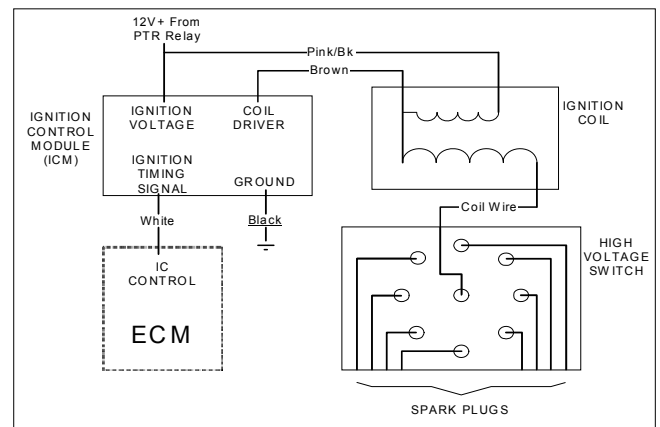 12V+ From
PTR Relay
Pink/Bk
Brown
IGNITION
CONTROL
MODULE
(ICM)
IGNITION
VOLTAGE
COIL
DRIVER
IGNITION
TIMING
SIGNAL
GROUND
IGNITION
COIL
White
Black
Coil Wire
IC
CONTROL
ECM
HIGH
VOLTAGE
SWITCH
SPARK PLUGS